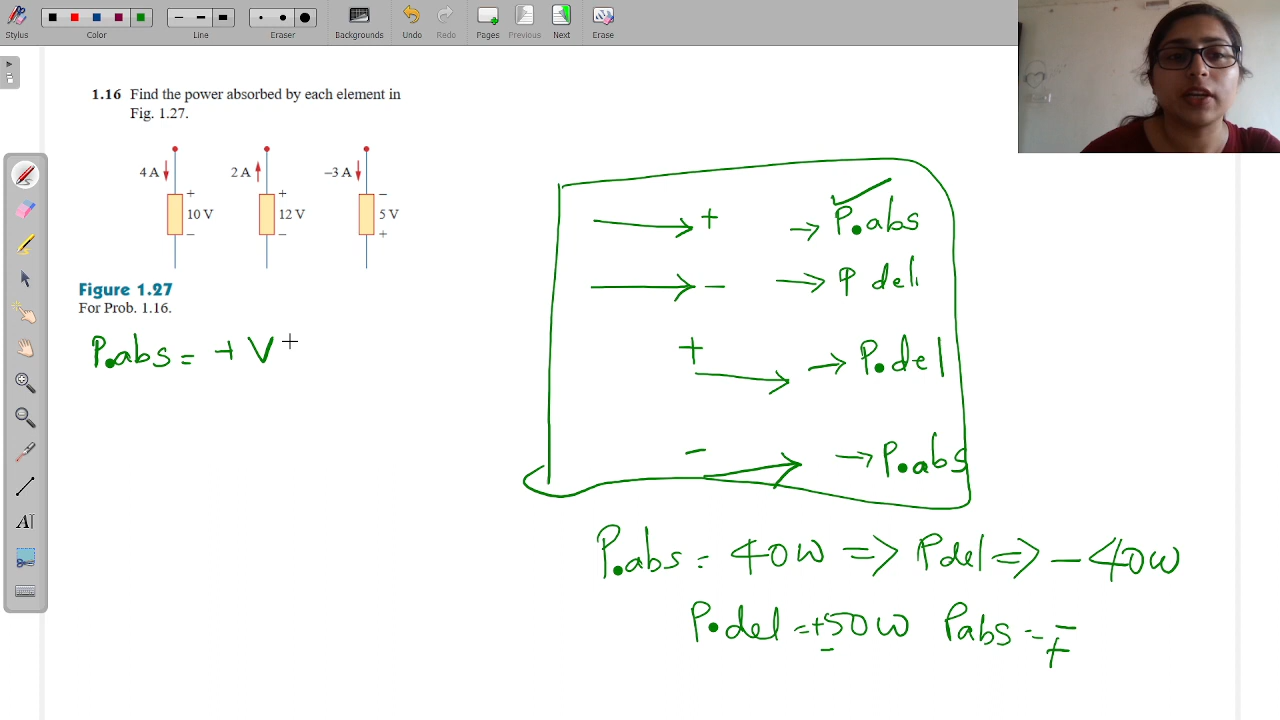 Stylus Color Line Eraser Backgrounds Undo Redo Pages Previous Next Erase
1.16 Find the power absorbed by each element in
Fig. 1.27.
4 A + 10 V −
2 A + 12 V −
−3 A − 5 V +
Figure 1.27
For Prob. 1.16.
P.abs = + V
+ → P.abs
− → P del
+ → P.del
− → P.abs
P.abs = 40W => Pdel => -40W
P.del = +50W Pabs =
A